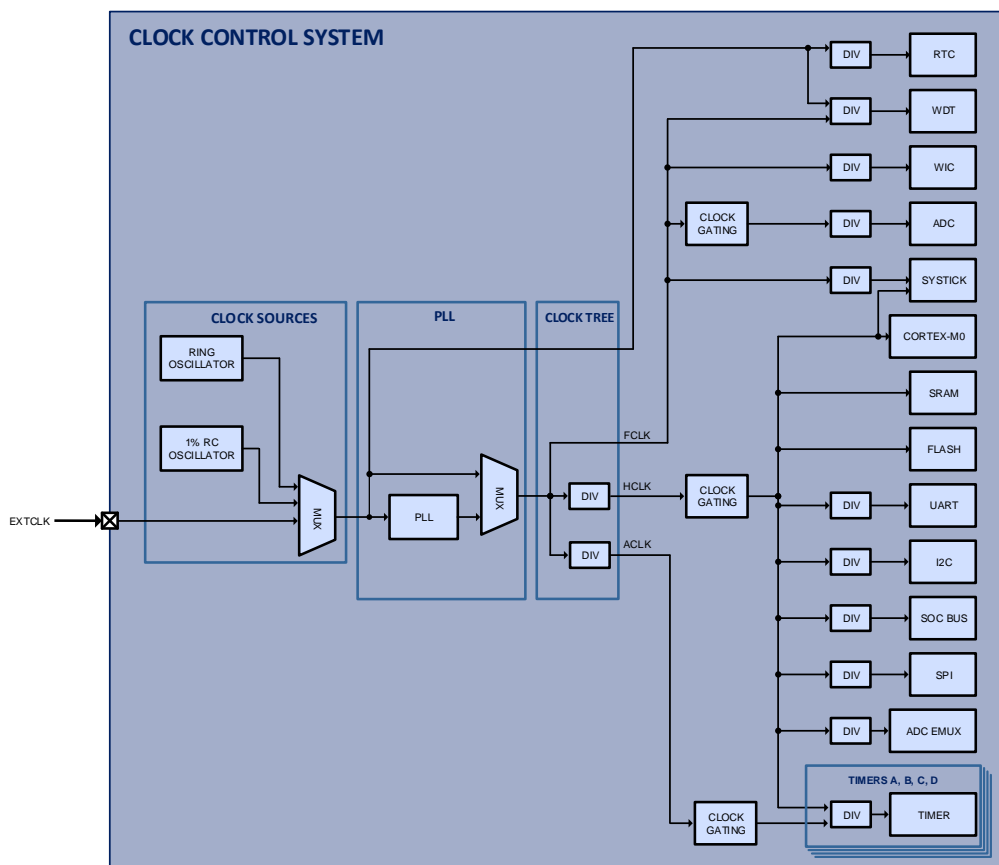 CLOCK CONTROL SYSTEM
DIV
RTC
DIV
WDT
DIV
WIC
CLOCK
GATING
DIV
ADC
DIV
SYSTICK
CLOCK SOURCES
PLL
CLOCK TREE
RING
OSCILLATOR
CORTEX-M0
SRAM
1% RC
OSCILLATOR
FCLK
FLASH
MUX
MUX
DIV
HCLK
CLOCK
GATING
DIV
UART
EXTCLK
PLL
DIV
ACLK
DIV
I2C
DIV
SOC BUS
DIV
SPI
DIV
ADC EMUX
TIMERS A, B, C, D
CLOCK
GATING
DIV
TIMER